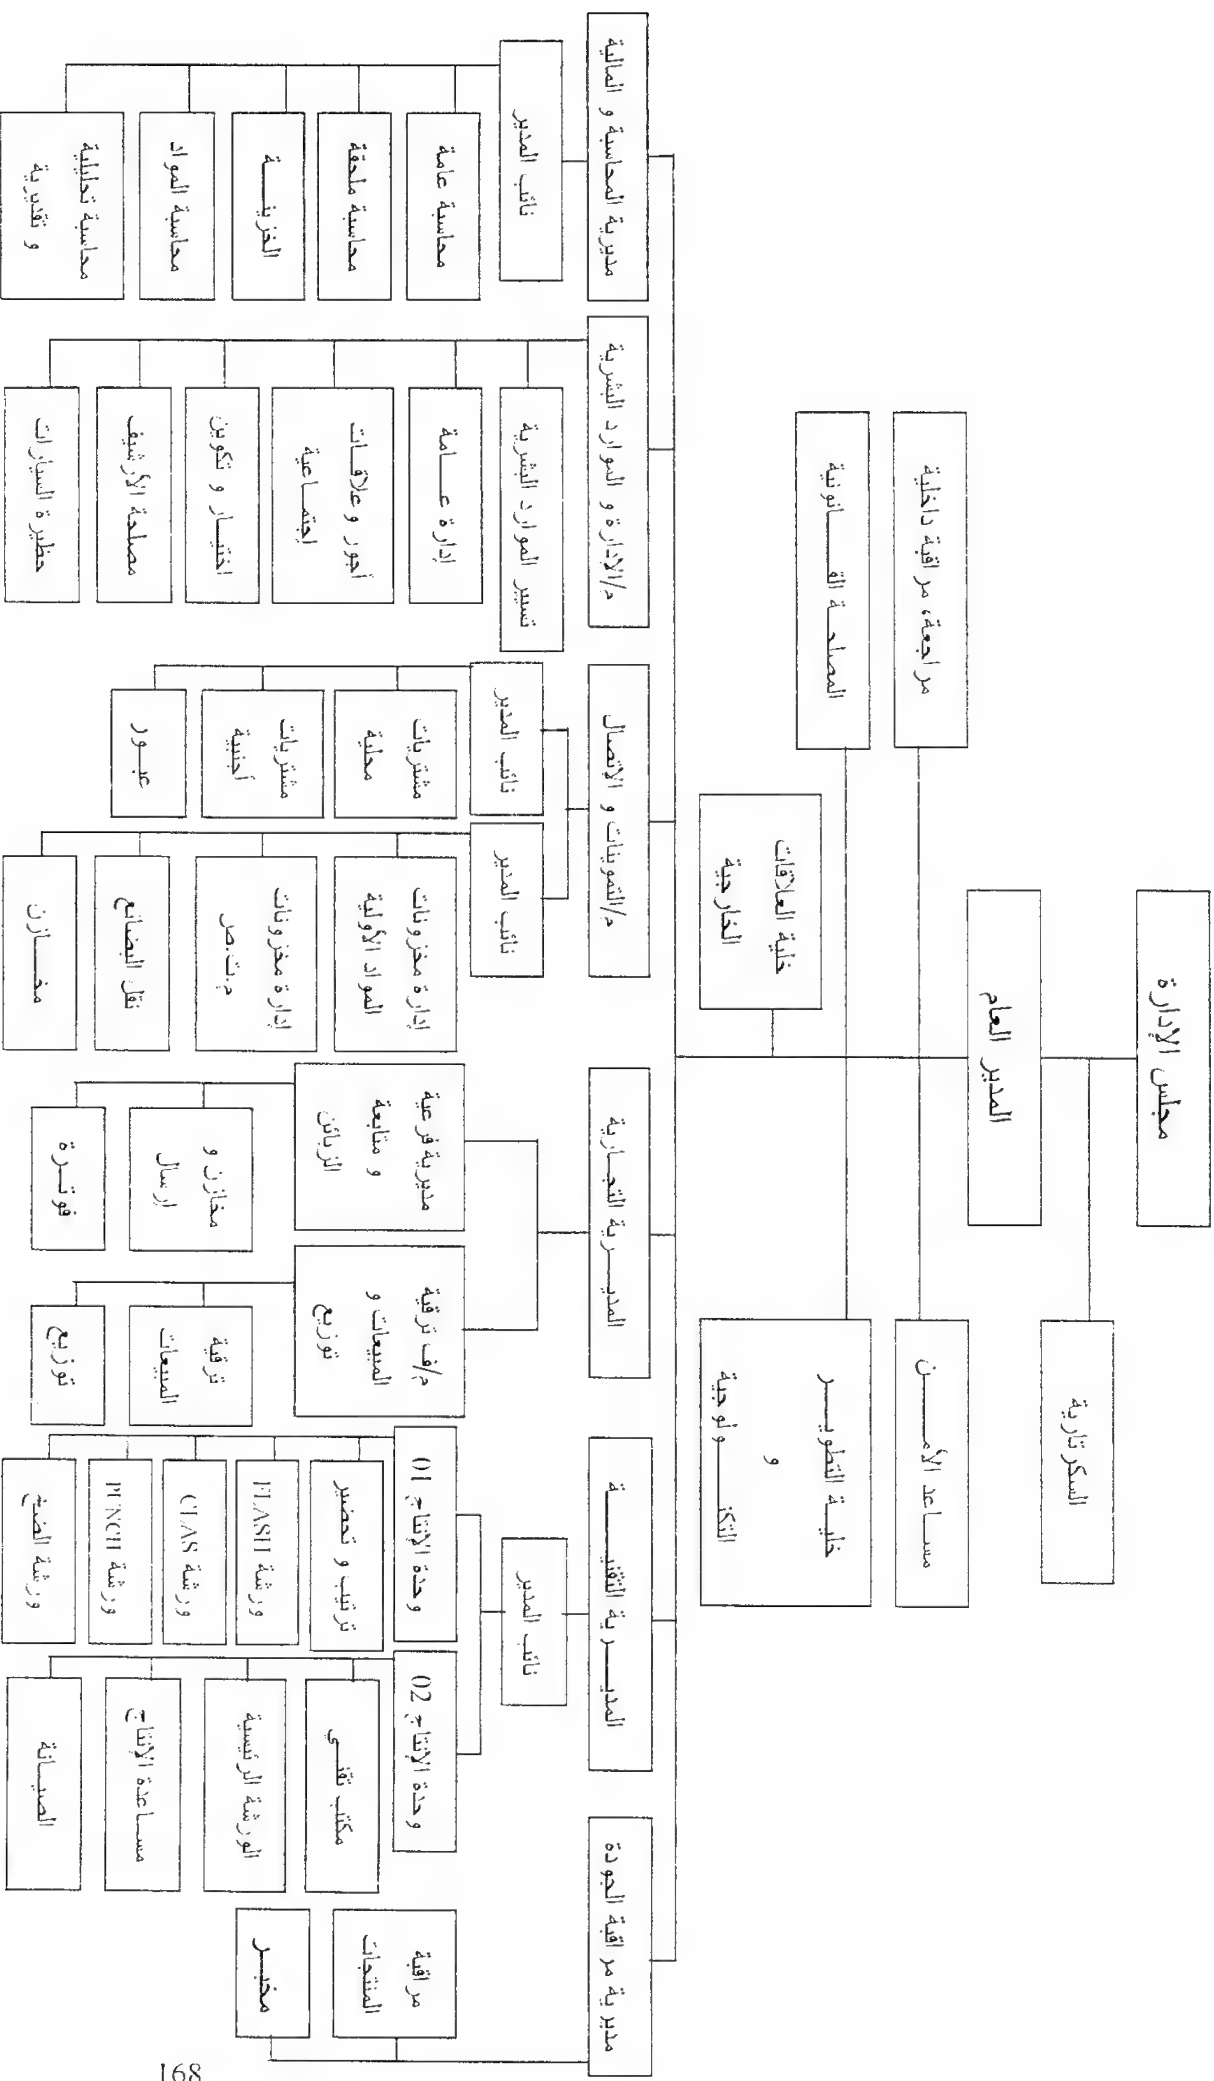 مجلس الإدارة
السكرتارية
المدير العام
مراجعة، مراقبة داخلية
مساعد الأمن
المصلحة القانونية
خلية التطوير
و
التكنولوجية
خلية العلاقات
الخارجية
مديرية المحاسبة و المالية
نائب المدير
محاسبة عامة
محاسبة ملحقة
الخزينة
محاسبة المواد
محاسبة تحليلية
و تقديرية
م/الإدارة و الموارد البشرية
تسيير الموارد البشرية
إدارة عامة
أجور و علاقات
اجتماعية
اختيار و تكوين
مصلحة الأرشيف
حظيرة السيارات
م/التموينات و الاتصال
نائب المدير
مشتريات
محلية
مشتريات
أجنبية
عبور
نائب المدير
إدارة مخزونات
المواد الأولية
إدارة مخزونات
م.ت.ص
نقل البضائع
مخازن
المديرية التجارية
مديرية فرعية
و متابعة
الزبائن
مخازن و
إرسال
فوترة
م/ف ترقية
المبيعات و
توزيع
ترقية
المبيعات
توزيع
المديرية التقنية
نائب المدير
وحدة الإنتاج 01
ترتيب و تحضير
ورشة FLASH
ورشة CLAS
ورشة PUNCH
ورشة الضخ
وحدة الإنتاج 02
مكتب تقني
الورشة الرئيسية
مساعدة الإنتاج
الصيانة
مديرية مراقبة الجودة
مراقبة
المنتجات
مخبر
168